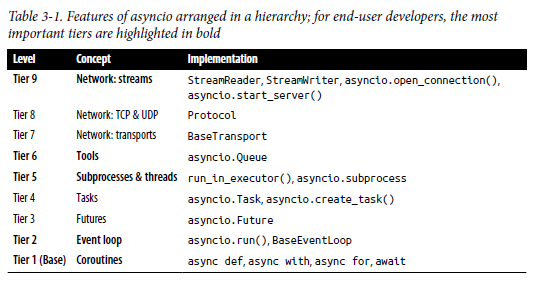 Table 3-1. Features of asyncio arranged in a hierarchy; for end-user developers, the most
important tiers are highlighted in bold
Level Concept Implementation
Tier 9 Network: streams StreamReader, StreamWriter, asyncio.open_connection(),
asyncio.start_server()
Tier 8 Network: TCP & UDP Protocol
Tier 7 Network: transports BaseTransport
Tier 6 Tools asyncio.Queue
Tier 5 Subprocesses & threads run_in_executor(), asyncio.subprocess
Tier 4 Tasks asyncio.Task, asyncio.create_task()
Tier 3 Futures asyncio.Future
Tier 2 Event loop asyncio.run(), BaseEventLoop
Tier 1 (Base) Coroutines async def, async with, async for, await